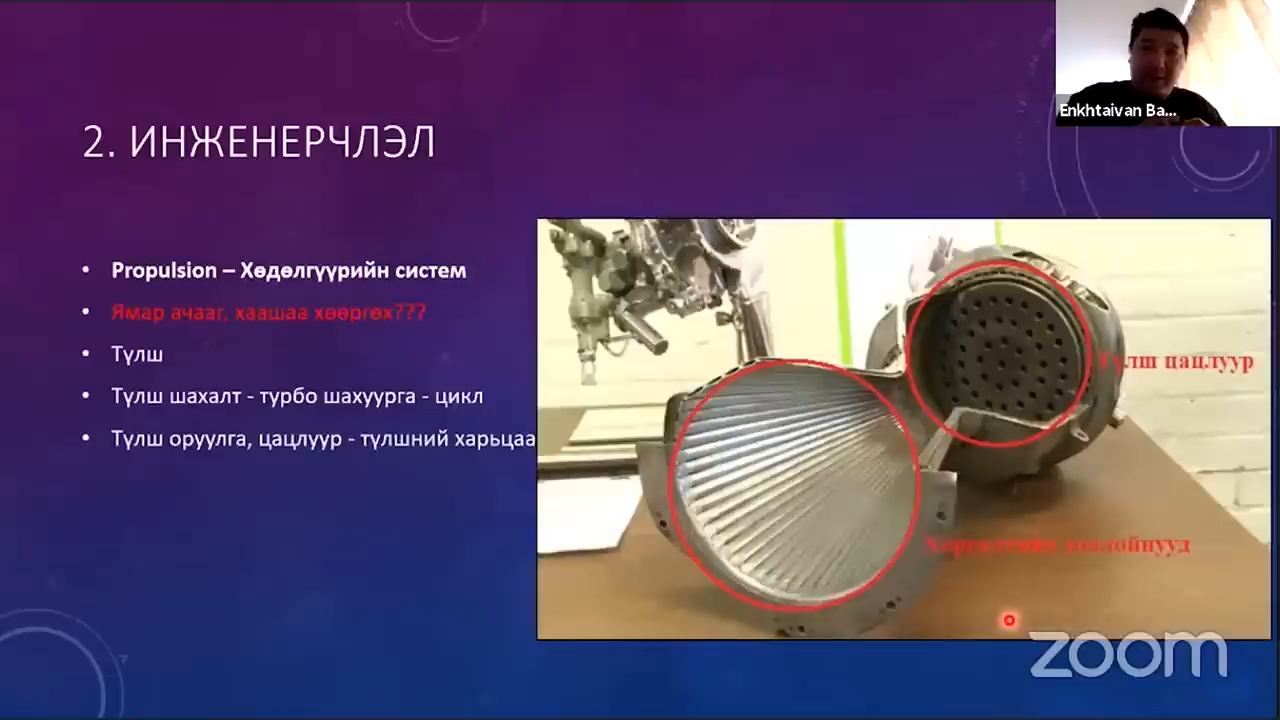 Enkhtaivan Ba...
2. ИНЖЕНЕРЧЛЭЛ
• Propulsion – Хөдөлгүүрийн систем
• Ямар ачааг, хаашаа хөөргөх???
• Түлш
• Түлш шахалт - турбо шахуурга - цикл
• Түлш оруулга, цацлуур - түлшний харьцаа
Түлш цацлуур
zoom